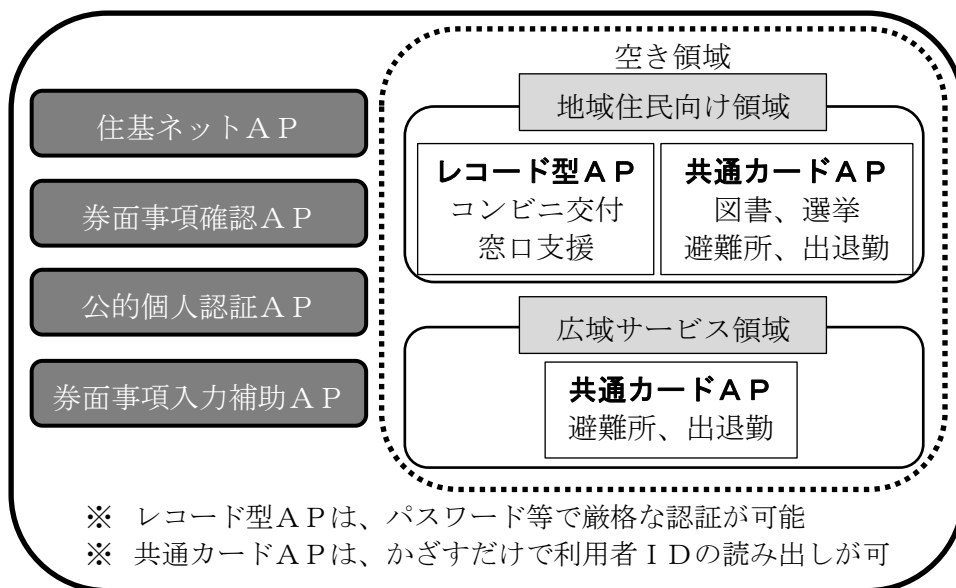 住基ネットＡＰ
券面事項確認ＡＰ
公的個人認証ＡＰ
券面事項入力補助ＡＰ
空き領域
地域住民向け領域
レコード型ＡＰ
コンビニ交付
窓口支援
共通カードＡＰ
図書、選挙
避難所、出退勤
広域サービス領域
共通カードＡＰ
避難所、出退勤
※　レコード型ＡＰは、パスワード等で厳格な認証が可能
※　共通カードＡＰは、かざすだけで利用者ＩＤの読み出しが可